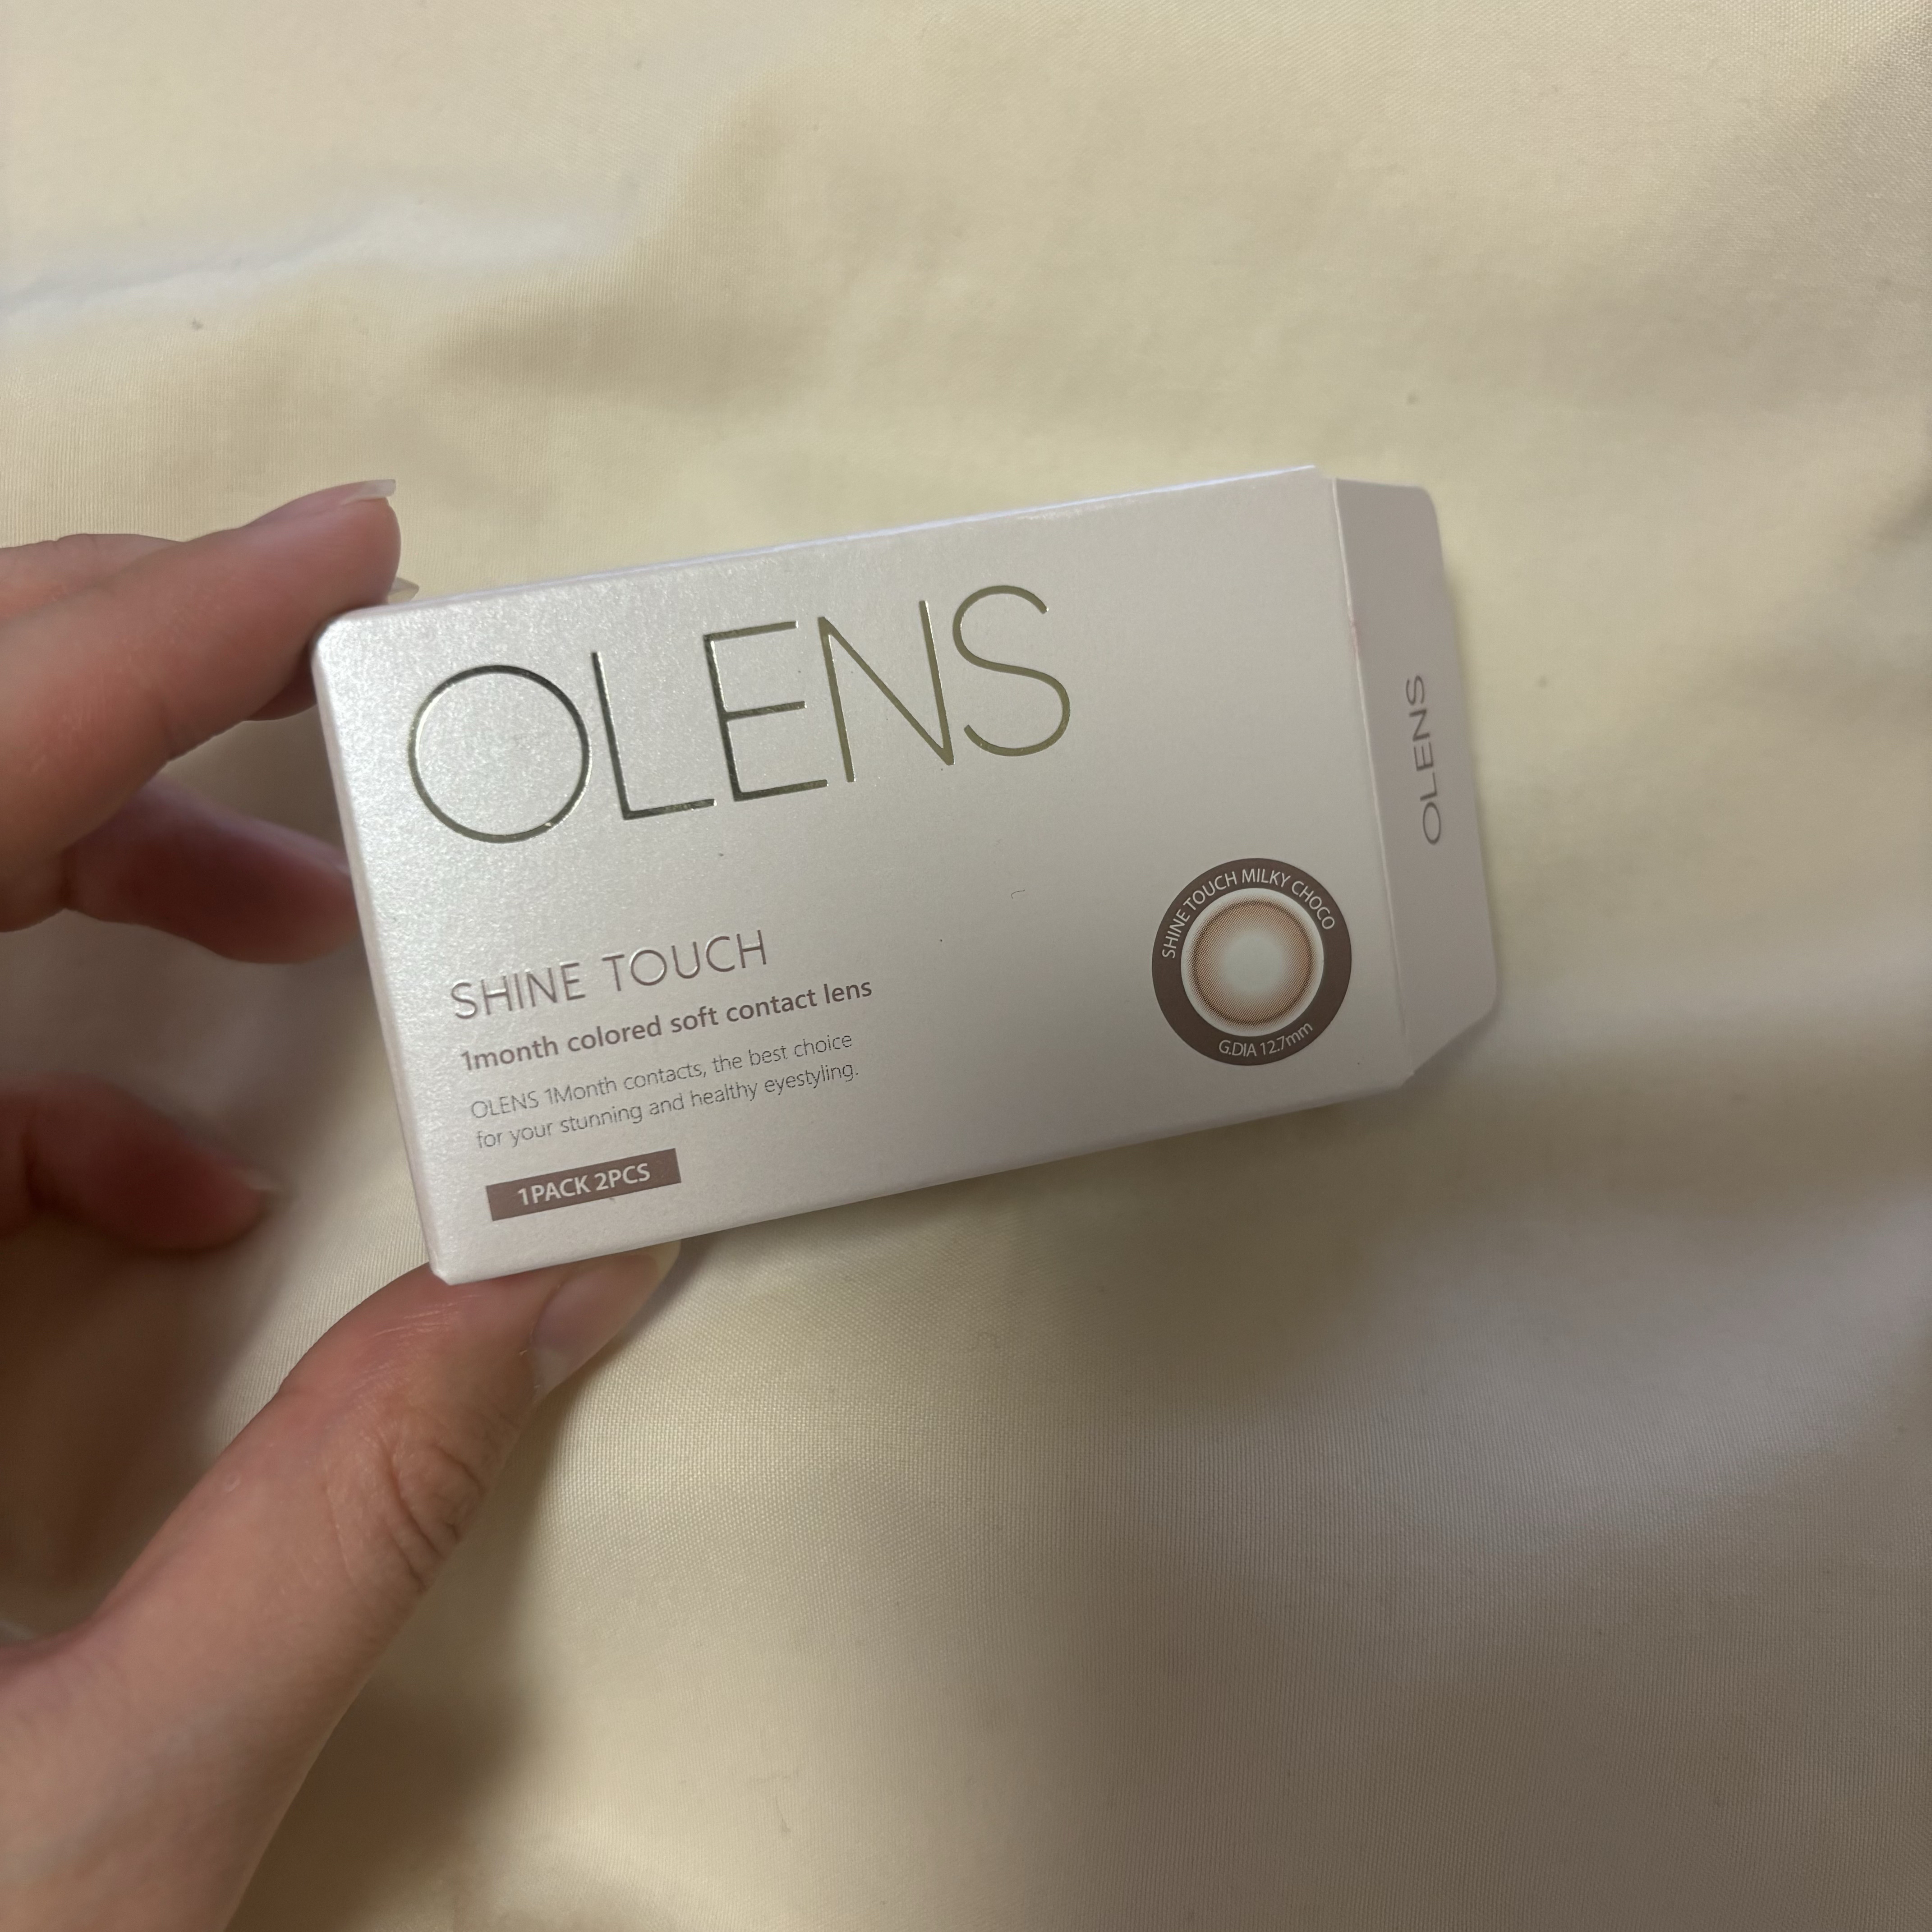 OLENS
SHINE TOUCH
1month colored soft contact lens
OLENS 1Month contacts, the best choice
for your stunning and healthy eyestyling.
1PACK 2PCS
SHINE TOUCH MILKY CHOCO
G.DIA 12.7mm
OLENS